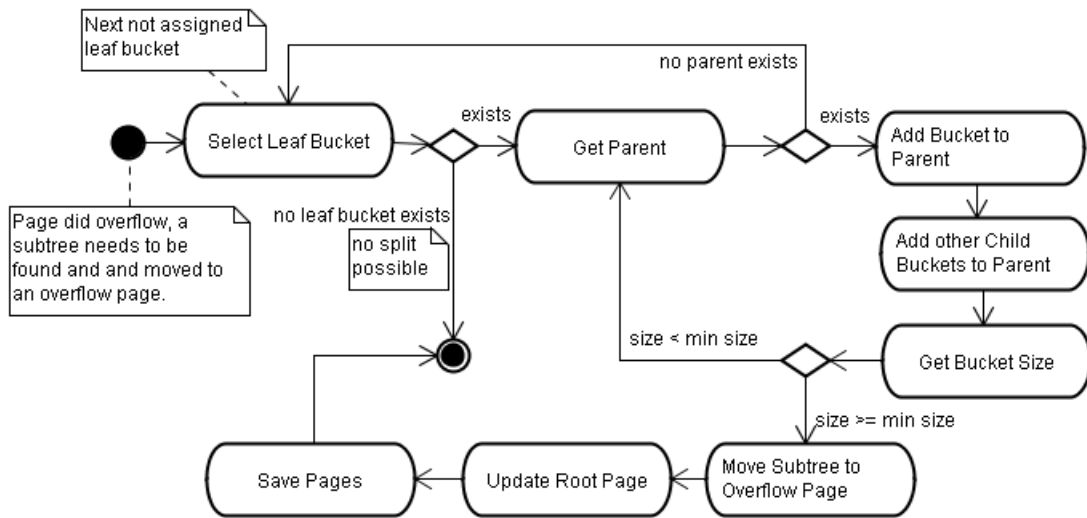 Next not assigned
leaf bucket
no parent exists
exists
exists
Select Leaf Bucket
Get Parent
Add Bucket to
Parent
Page did overflow, a
subtree needs to be
found and and moved to
an overflow page.
no leaf bucket exists
no split
possible
Add other Child
Buckets to Parent
size < min size
Get Bucket Size
size >= min size
Save Pages
Update Root Page
Move Subtree to
Overflow Page